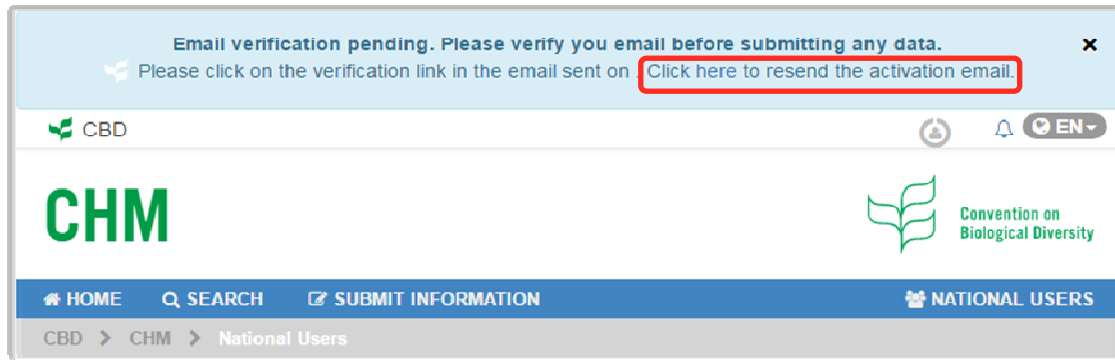 Email verification pending. Please verify you email before submitting any data.
Please click on the verification link in the email sent on . Click here to resend the activation email.
CBD
EN
CHM
Convention on
Biological Diversity
HOME SEARCH SUBMIT INFORMATION NATIONAL USERS
CBD > CHM > National Users